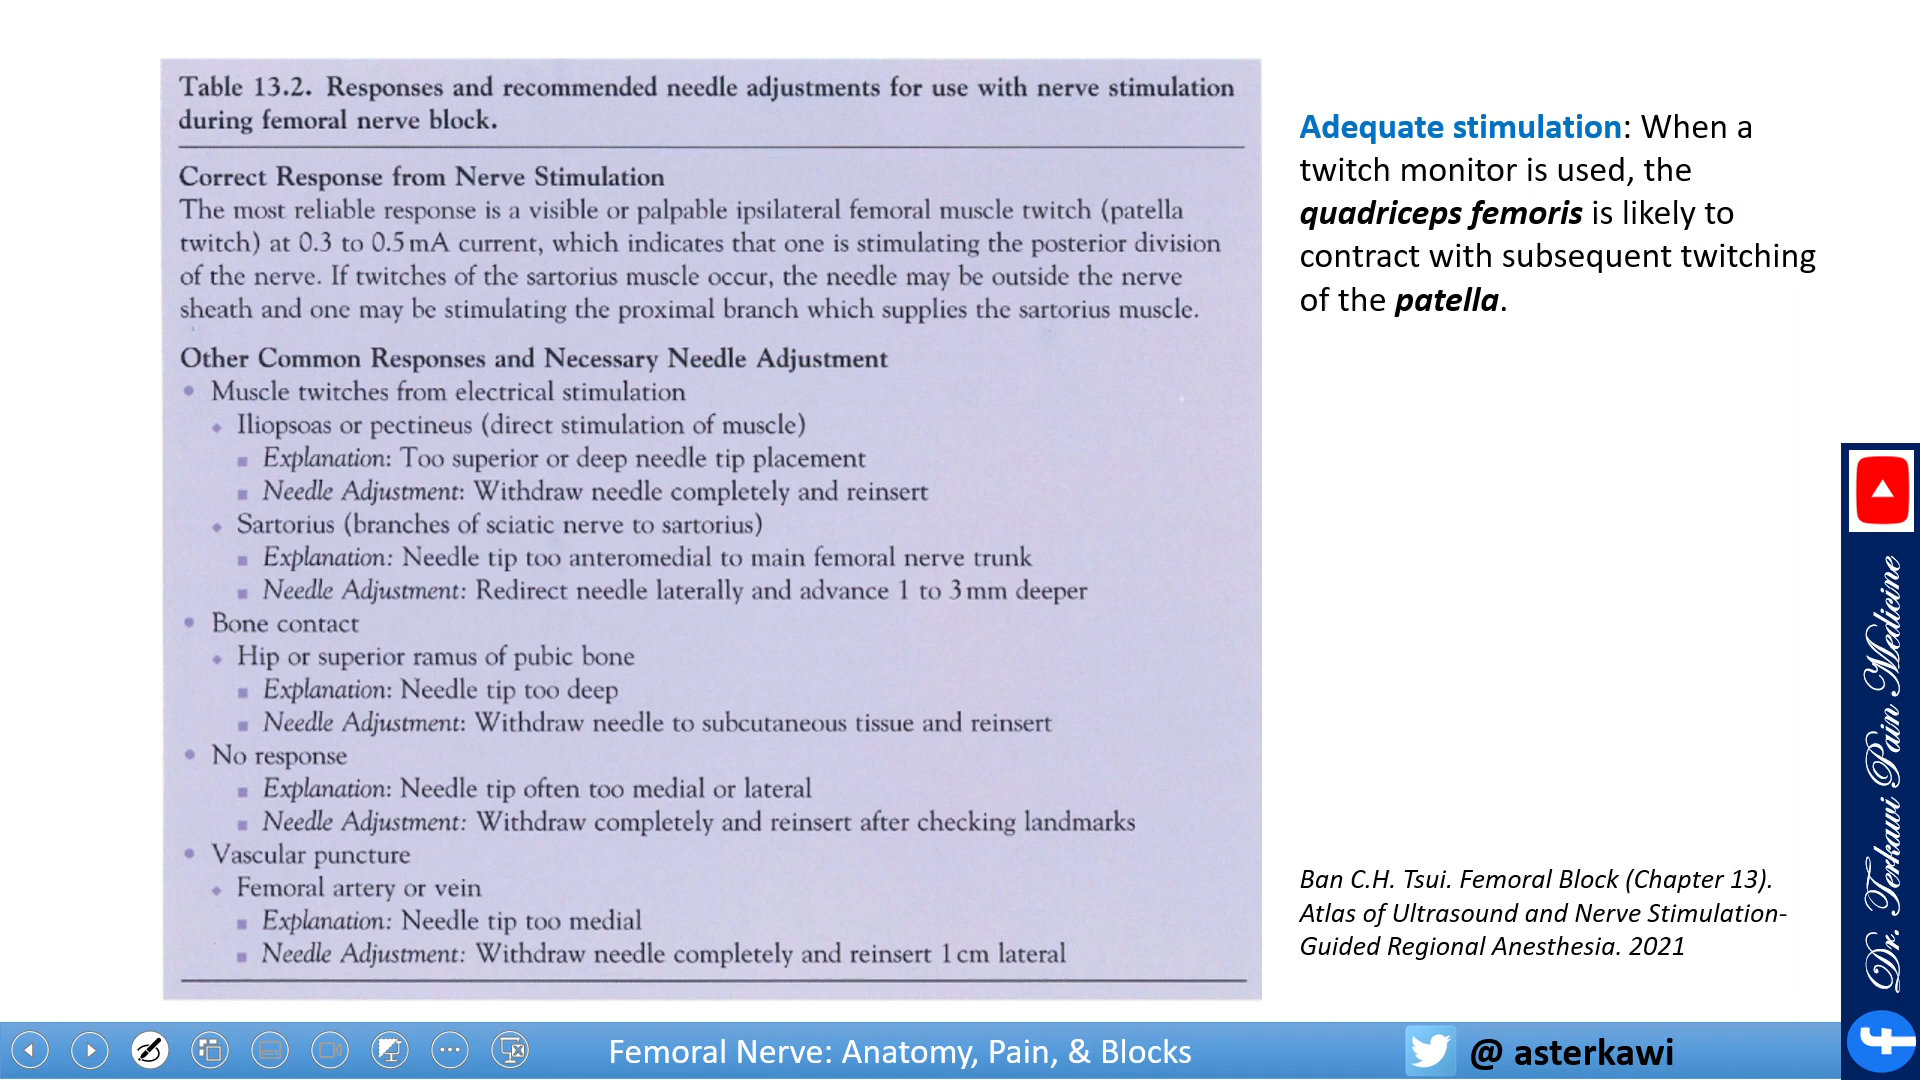 Table 13.2. Responses and recommended needle adjustments for use with nerve stimulation
during femoral nerve block.
Correct Response from Nerve Stimulation
The most reliable response is a visible or palpable ipsilateral femoral muscle twitch (patella
twitch) at 0.3 to 0.5 mA current, which indicates that one is stimulating the posterior division
of the nerve. If twitches of the sartorius muscle occur, the needle may be outside the nerve
sheath and one may be stimulating the proximal branch which supplies the sartorius muscle.
Other Common Responses and Necessary Needle Adjustment
• Muscle twitches from electrical stimulation
◆ Iliopsoas or pectineus (direct stimulation of muscle)
■ Explanation: Too superior or deep needle tip placement
■ Needle Adjustment: Withdraw needle completely and reinsert
◆ Sartorius (branches of sciatic nerve to sartorius)
■ Explanation: Needle tip too anteromedial to main femoral nerve trunk
■ Needle Adjustment: Redirect needle laterally and advance 1 to 3 mm deeper
• Bone contact
◆ Hip or superior ramus of pubic bone
■ Explanation: Needle tip too deep
■ Needle Adjustment: Withdraw needle to subcutaneous tissue and reinsert
• No response
■ Explanation: Needle tip often too medial or lateral
■ Needle Adjustment: Withdraw completely and reinsert after checking landmarks
• Vascular puncture
◆ Femoral artery or vein
■ Explanation: Needle tip too medial
■ Needle Adjustment: Withdraw needle completely and reinsert 1 cm lateral
Adequate stimulation: When a
twitch monitor is used, the
quadriceps femoris is likely to
contract with subsequent twitching
of the patella.
Ban C.H. Tsui. Femoral Block (Chapter 13).
Atlas of Ultrasound and Nerve Stimulation-
Guided Regional Anesthesia. 2021
Dr. Terkawi Pain Medicine
Femoral Nerve: Anatomy, Pain, & Blocks
@ asterkawi